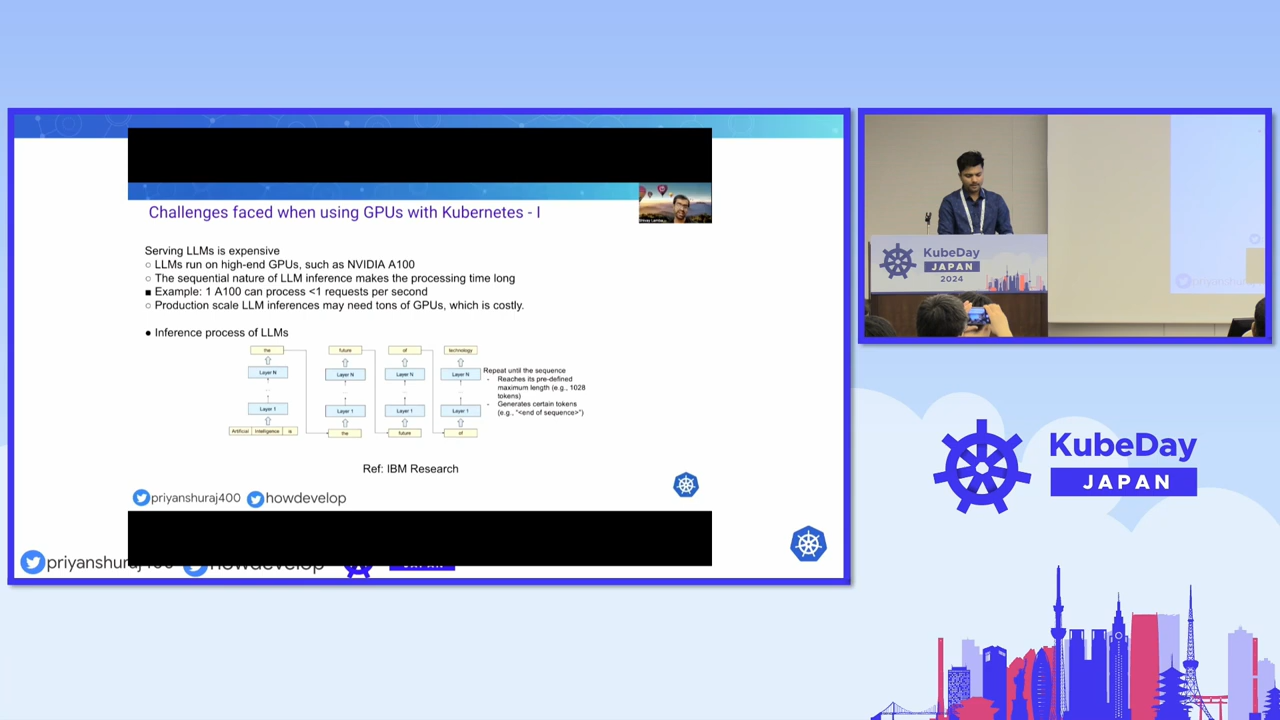 Challenges faced when using GPUs with Kubernetes - I
Serving LLMs is expensive
○ LLMs run on high-end GPUs, such as NVIDIA A100
○ The sequential nature of LLM inference makes the processing time long
■ Example: 1 A100 can process <1 requests per second
○ Production scale LLM inferences may need tons of GPUs, which is costly.
● Inference process of LLMs
the
future
of
technology
Layer N
Layer N
Layer N
Layer N
Layer 1
Layer 1
Layer 1
Layer 1
Artificial Intelligence is
the
future
of
Repeat until the sequence
- Reaches its pre-defined
maximum length (e.g., 1028
tokens)
- Generates certain tokens
(e.g., "<end of sequence>")
Ref: IBM Research
priyanshuraj400 howdevelop
priyanshuraj400 howdevelop
KubeDay
JAPAN
2024
KubeDay
JAPAN